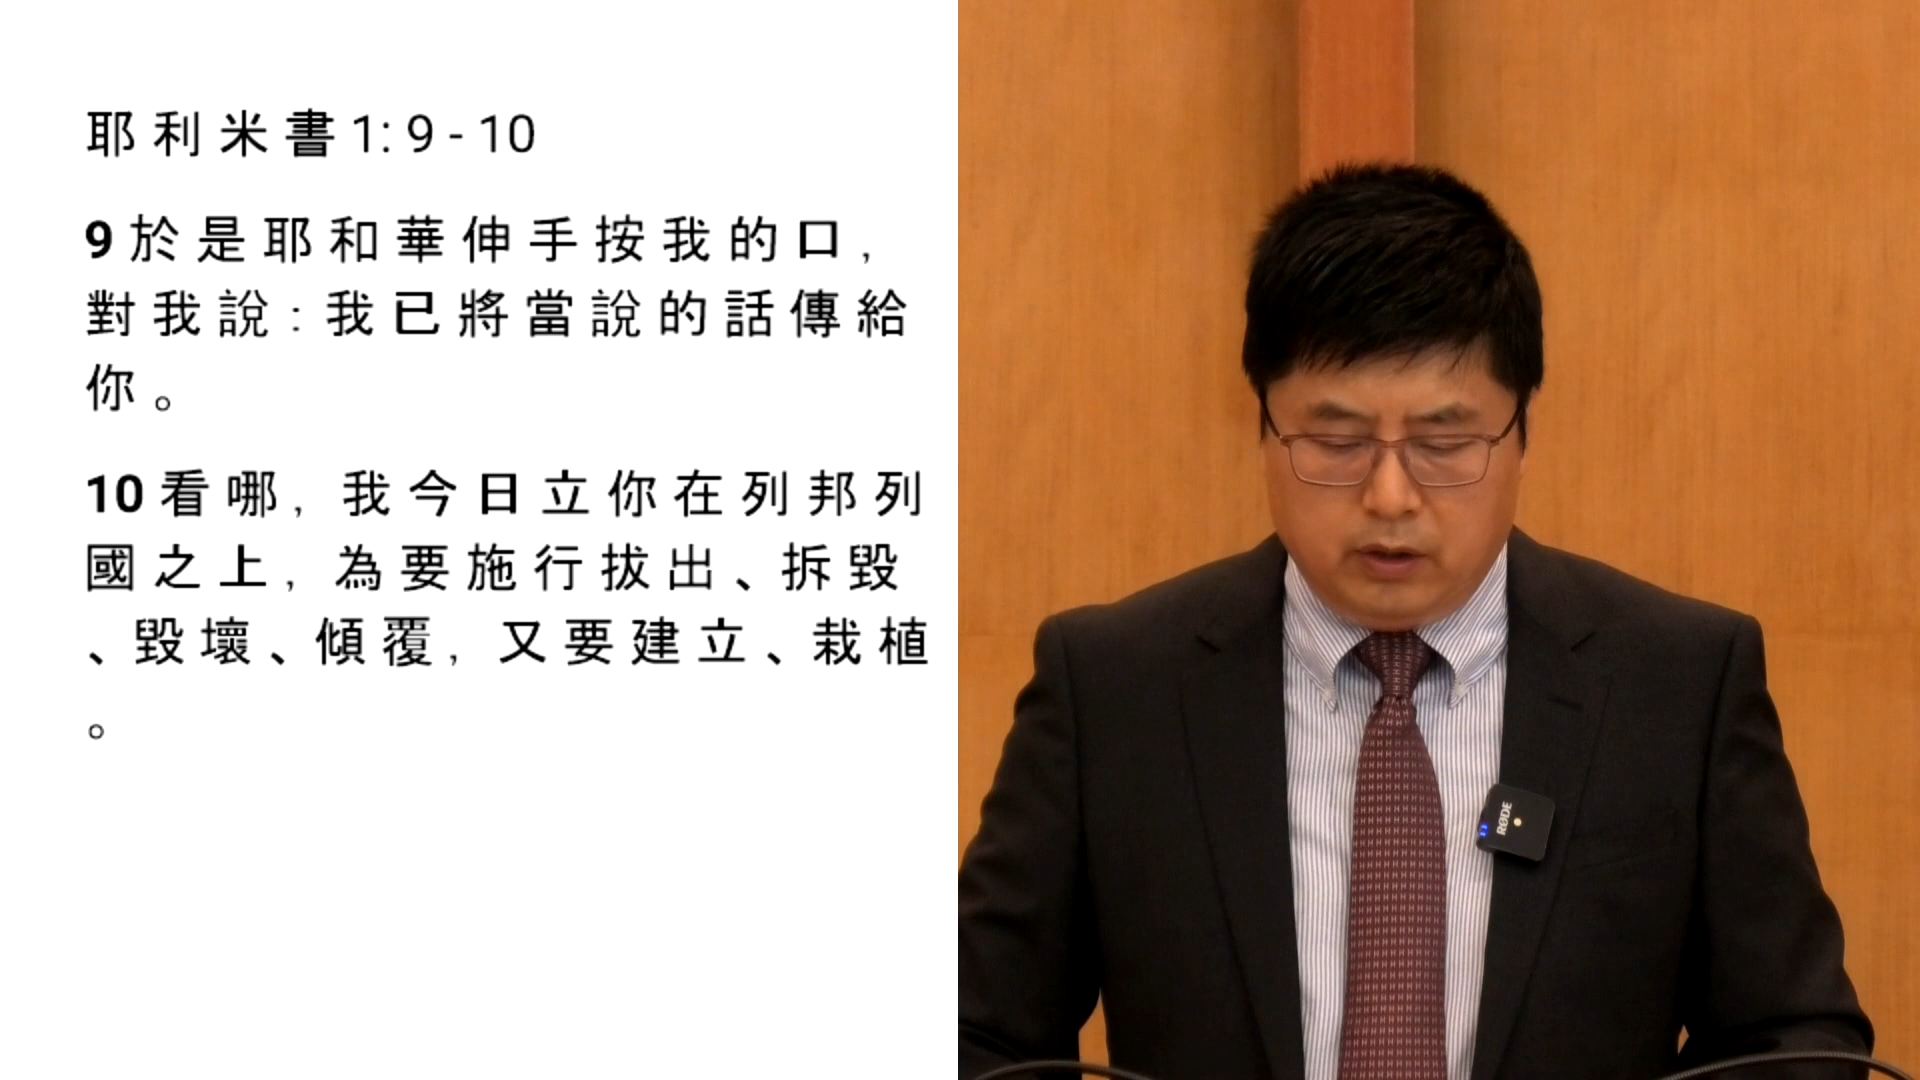 耶利米書1:9-10
9於是耶和華伸手按我的口，
對我說：我已將當說的話傳給
你。
10看哪，我今日立你在列邦列
國之上，為要施行拔出、拆毀
、毀壞、傾覆，又要建立、栽植
。
RØDE